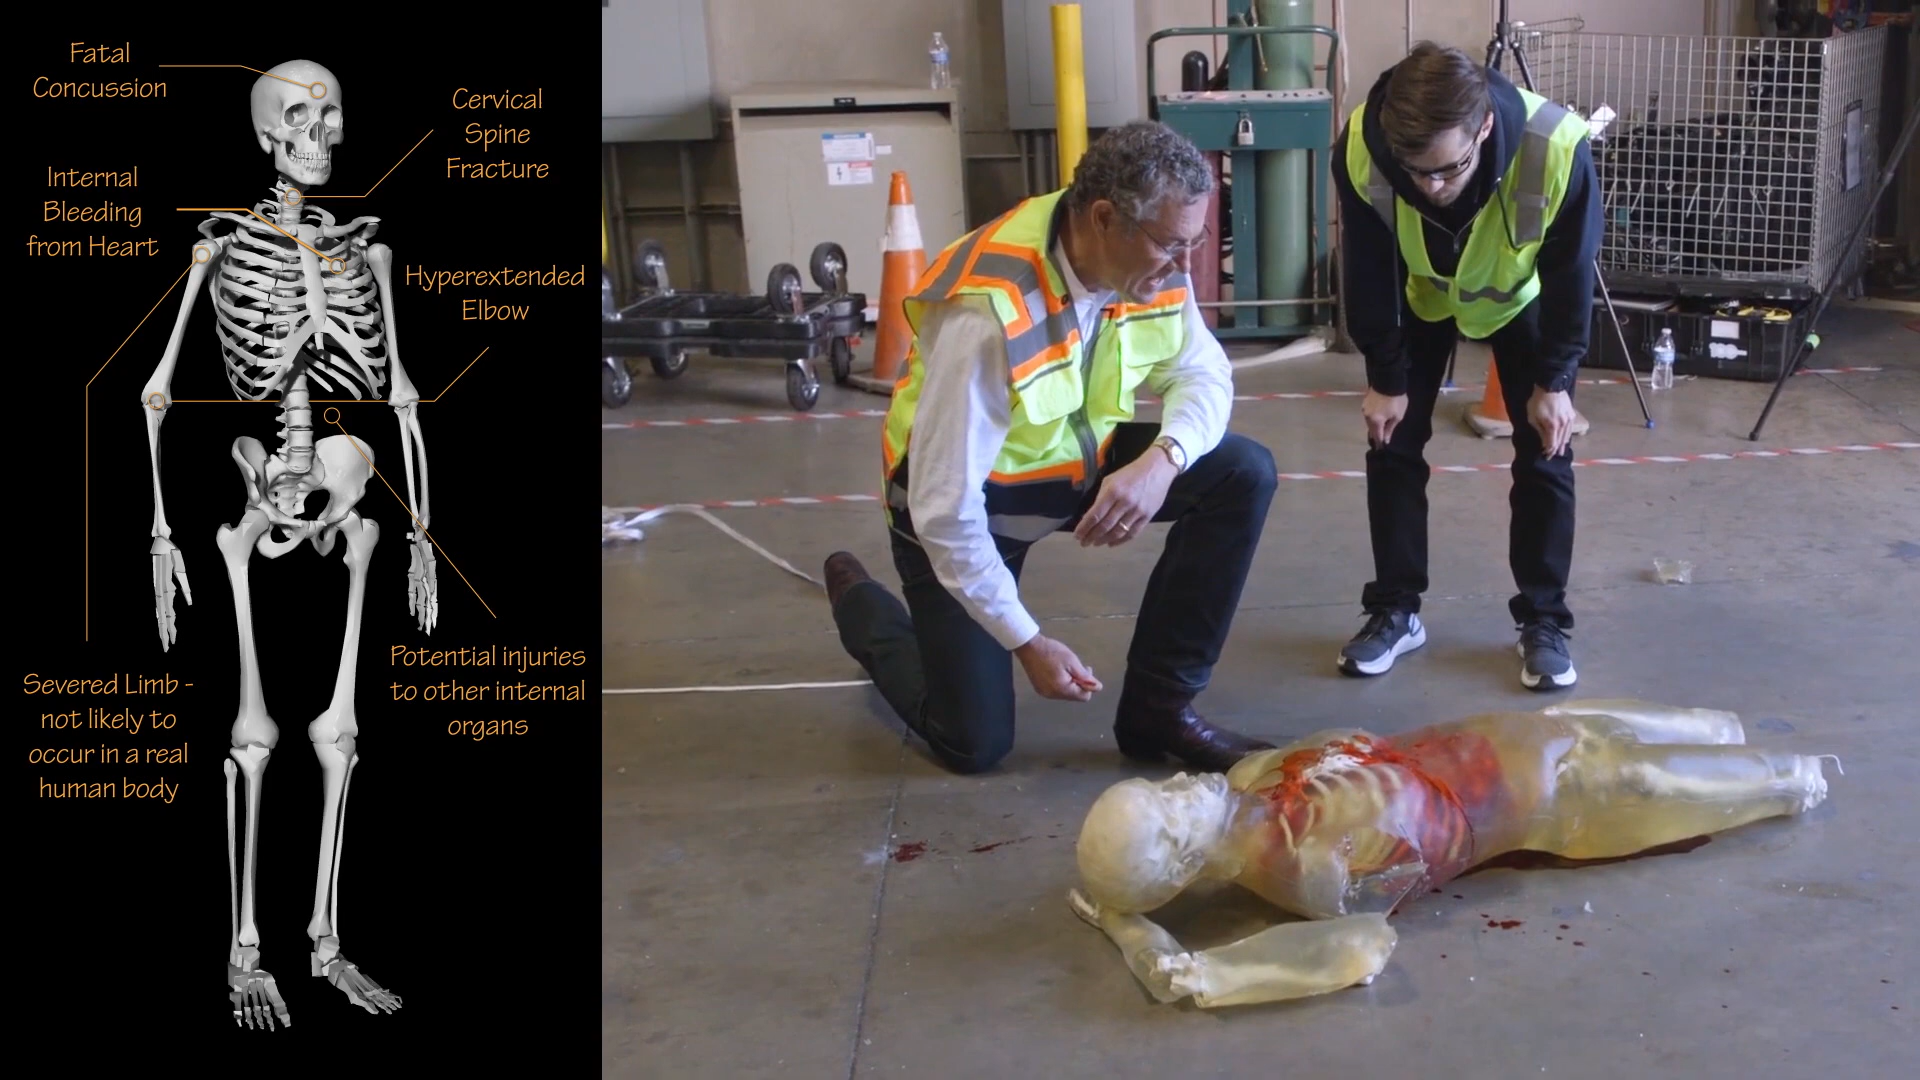 Fatal
Concussion
Cervical
Spine
Fracture
Internal
Bleeding
from Heart
Hyperextended
Elbow
Severed Limb -
not likely to
occur in a real
human body
Potential injuries
to other internal
organs